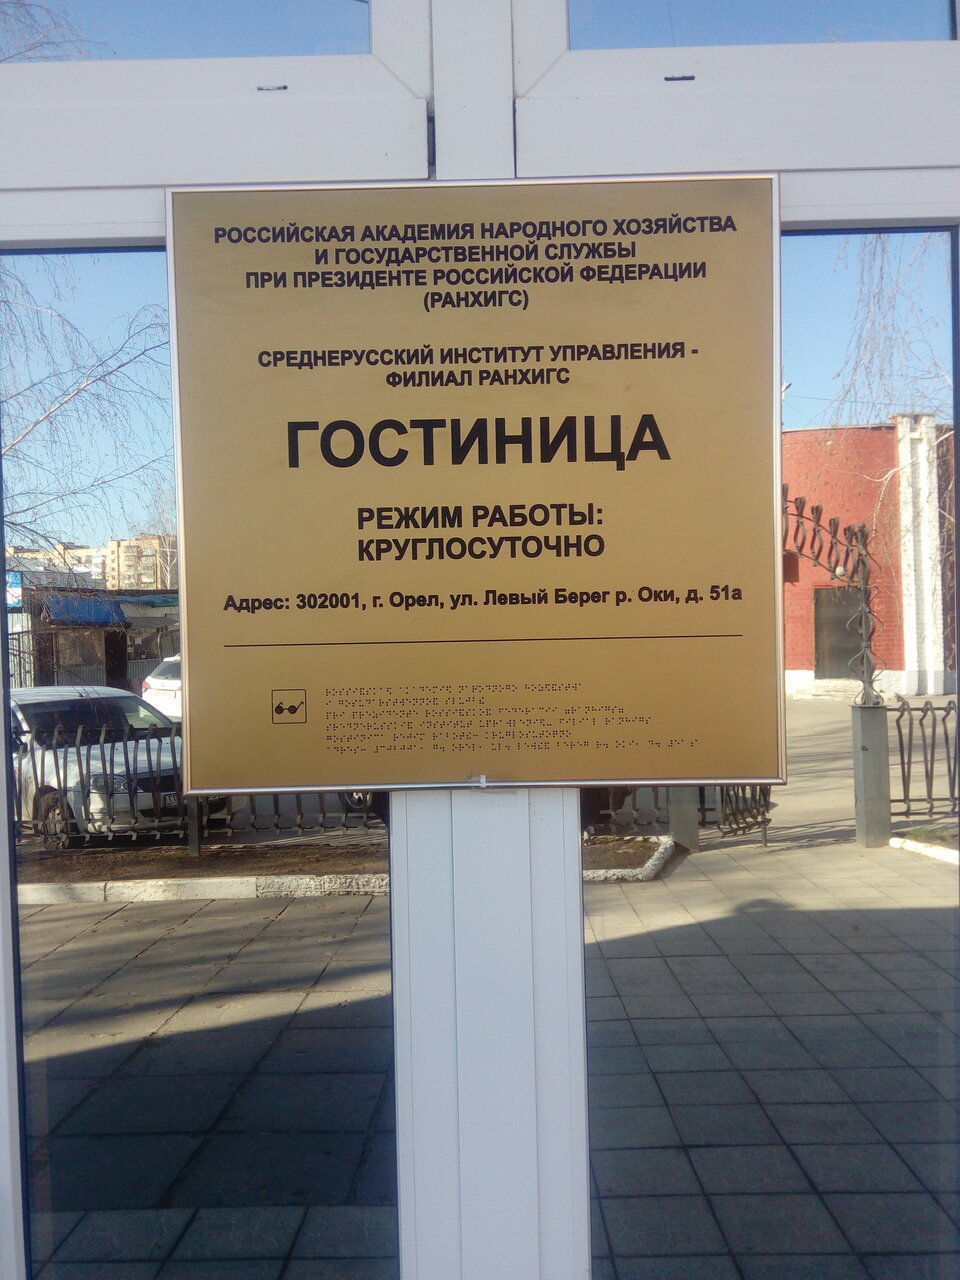 РОССИЙСКАЯ АКАДЕМИЯ НАРОДНОГО ХОЗЯЙСТВА
И ГОСУДАРСТВЕННОЙ СЛУЖБЫ
ПРИ ПРЕЗИДЕНТЕ РОССИЙСКОЙ ФЕДЕРАЦИИ
(РАНХИГС)
СРЕДНЕРУССКИЙ ИНСТИТУТ УПРАВЛЕНИЯ -
ФИЛИАЛ РАНХИГС
ГОСТИНИЦА
РЕЖИМ РАБОТЫ:
КРУГЛОСУТОЧНО
Адрес: 302001, г. Орел, ул. Левый Берег р. Оки, д. 51а